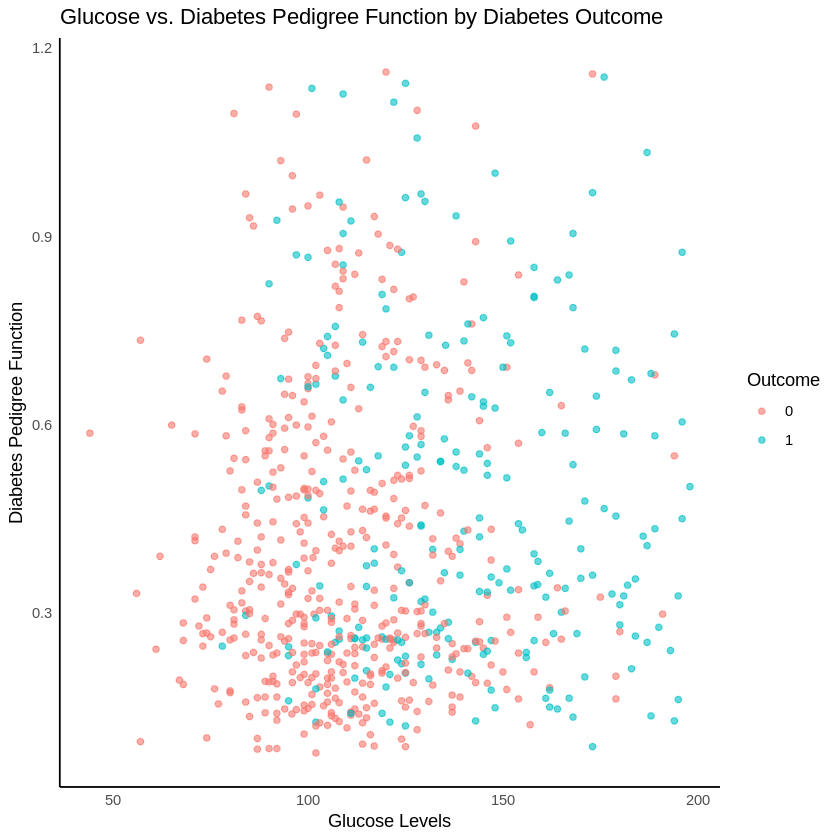 Glucose vs. Diabetes Pedigree Function by Diabetes Outcome
1.2
0.9
0.6
0.3
Diabetes Pedigree Function
50 100 150 200
Glucose Levels
Outcome
0
1